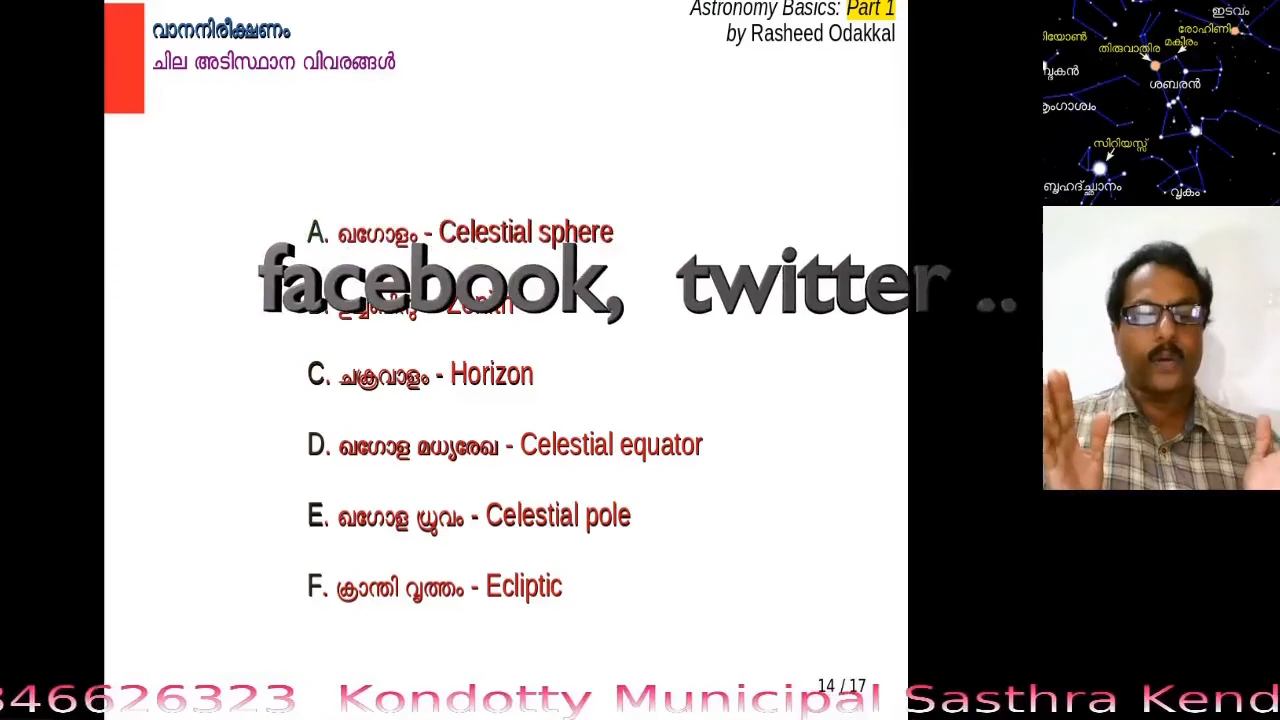 വാനനിരീക്ഷണം
ചില അടിസ്ഥാന വിവരങ്ങൾ
Astronomy Basics: Part 1
by Rasheed Odakkal
A. ഖഗോളം - Celestial sphere
facebook, twitter ..
Zenith
C. ചക്രവാളം - Horizon
D. ഖഗോള മധ്യരേഖ - Celestial equator
E. ഖഗോള ധ്രുവം - Celestial pole
F. ക്രാന്തി വൃത്തം - Ecliptic
14 / 17
46626323 Kondotty Municipal Sasthra Kend
ഇടവം
രോഹിണി
മകീരം
തിരുവാതിര
ശബരൻ
സിറിയസ്സ്
വൃകം